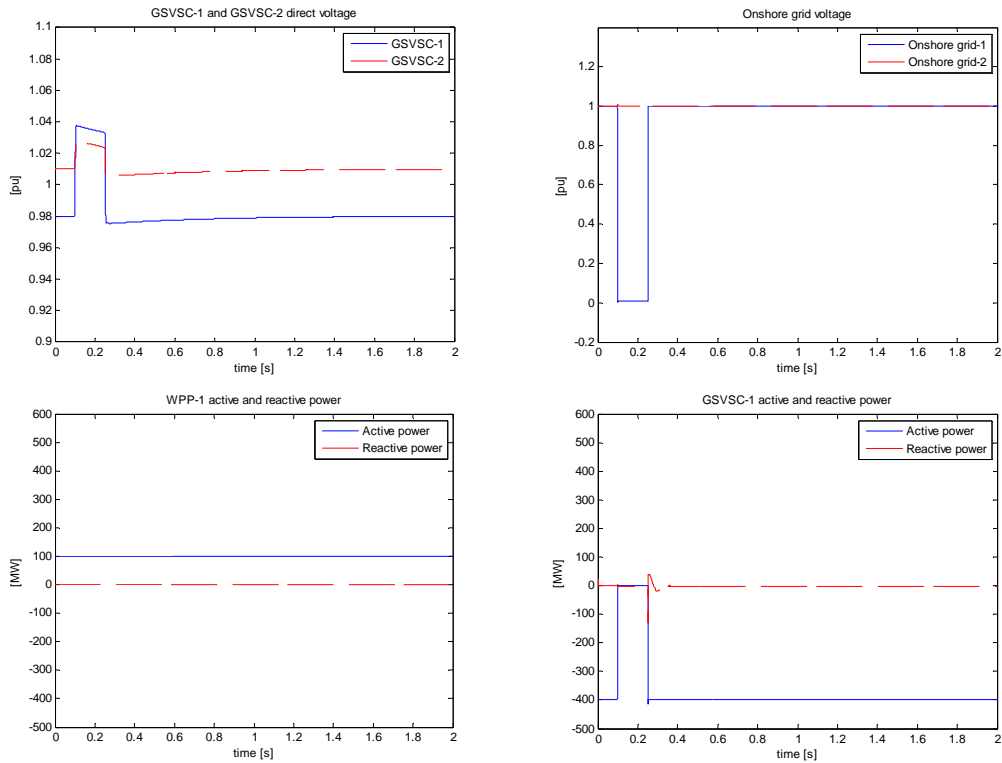 GSVSC-1 and GSVSC-2 direct voltage
1.1
1.08
1.06
1.04
1.02
1
0.98
0.96
0.94
0.92
0.9
[pu]
GSVSC-1
GSVSC-2
0 0.2 0.4 0.6 0.8 1 1.2 1.4 1.6 1.8 2
time [s]
Onshore grid voltage
1.2
1
0.8
0.6
0.4
0.2
0
-0.2
[pu]
Onshore grid-1
Onshore grid-2
0 0.2 0.4 0.6 0.8 1 1.2 1.4 1.6 1.8 2
time [s]
WPP-1 active and reactive power
600
500
400
300
200
100
0
-100
-200
-300
-400
-500
[MW]
Active power
Reactive power
0 0.2 0.4 0.6 0.8 1 1.2 1.4 1.6 1.8 2
time [s]
GSVSC-1 active and reactive power
600
500
400
300
200
100
0
-100
-200
-300
-400
-500
[MW]
Active power
Reactive power
0 0.2 0.4 0.6 0.8 1 1.2 1.4 1.6 1.8 2
time [s]